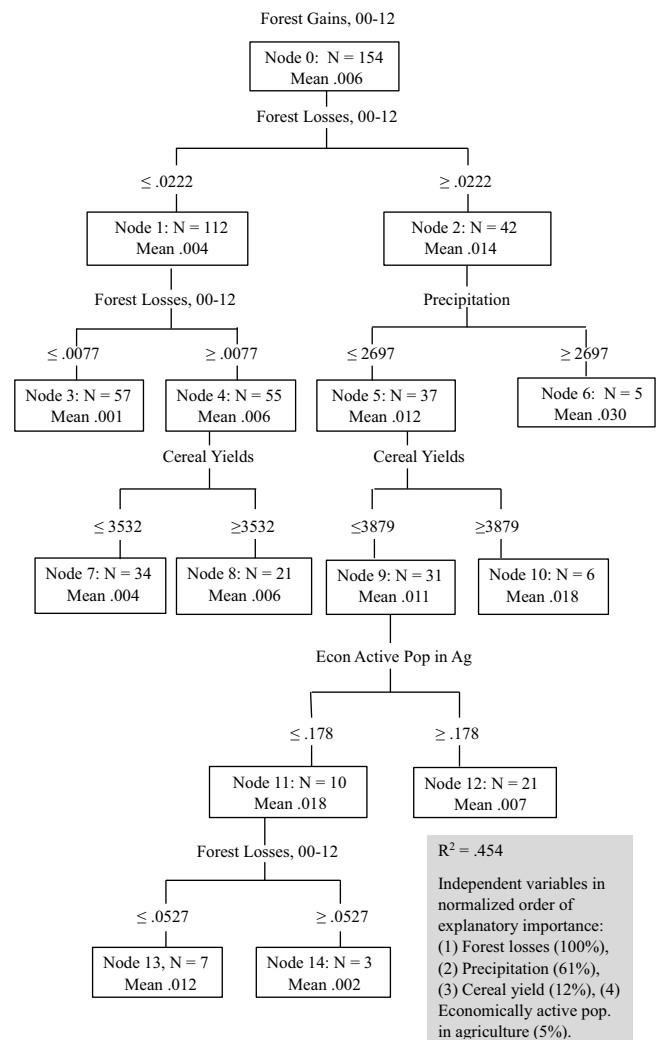 Forest Gains, 00-12
Node 0: N = 154
Mean .006
Forest Losses, 00-12
≤ .0222
≥ .0222
Node 1: N = 112
Mean .004
Node 2: N = 42
Mean .014
Forest Losses, 00-12
Precipitation
≤ .0077
≥ .0077
≤ 2697
≥ 2697
Node 3: N = 57
Mean .001
Node 4: N = 55
Mean .006
Node 5: N = 37
Mean .012
Node 6: N = 5
Mean .030
Cereal Yields
Cereal Yields
≤ 3532
≥3532
≤3879
≥3879
Node 7: N = 34
Mean .004
Node 8: N = 21
Mean .006
Node 9: N = 31
Mean .011
Node 10: N = 6
Mean .018
Econ Active Pop in Ag
≤ .178
≥ .178
Node 11: N = 10
Mean .018
Node 12: N = 21
Mean .007
Forest Losses, 00-12
≤ .0527
≥ .0527
Node 13, N = 7
Mean .012
Node 14: N = 3
Mean .002
R² = .454
Independent variables in
normalized order of
explanatory importance:
(1) Forest losses (100%),
(2) Precipitation (61%),
(3) Cereal yield (12%), (4)
Economically active pop.
in agriculture (5%).